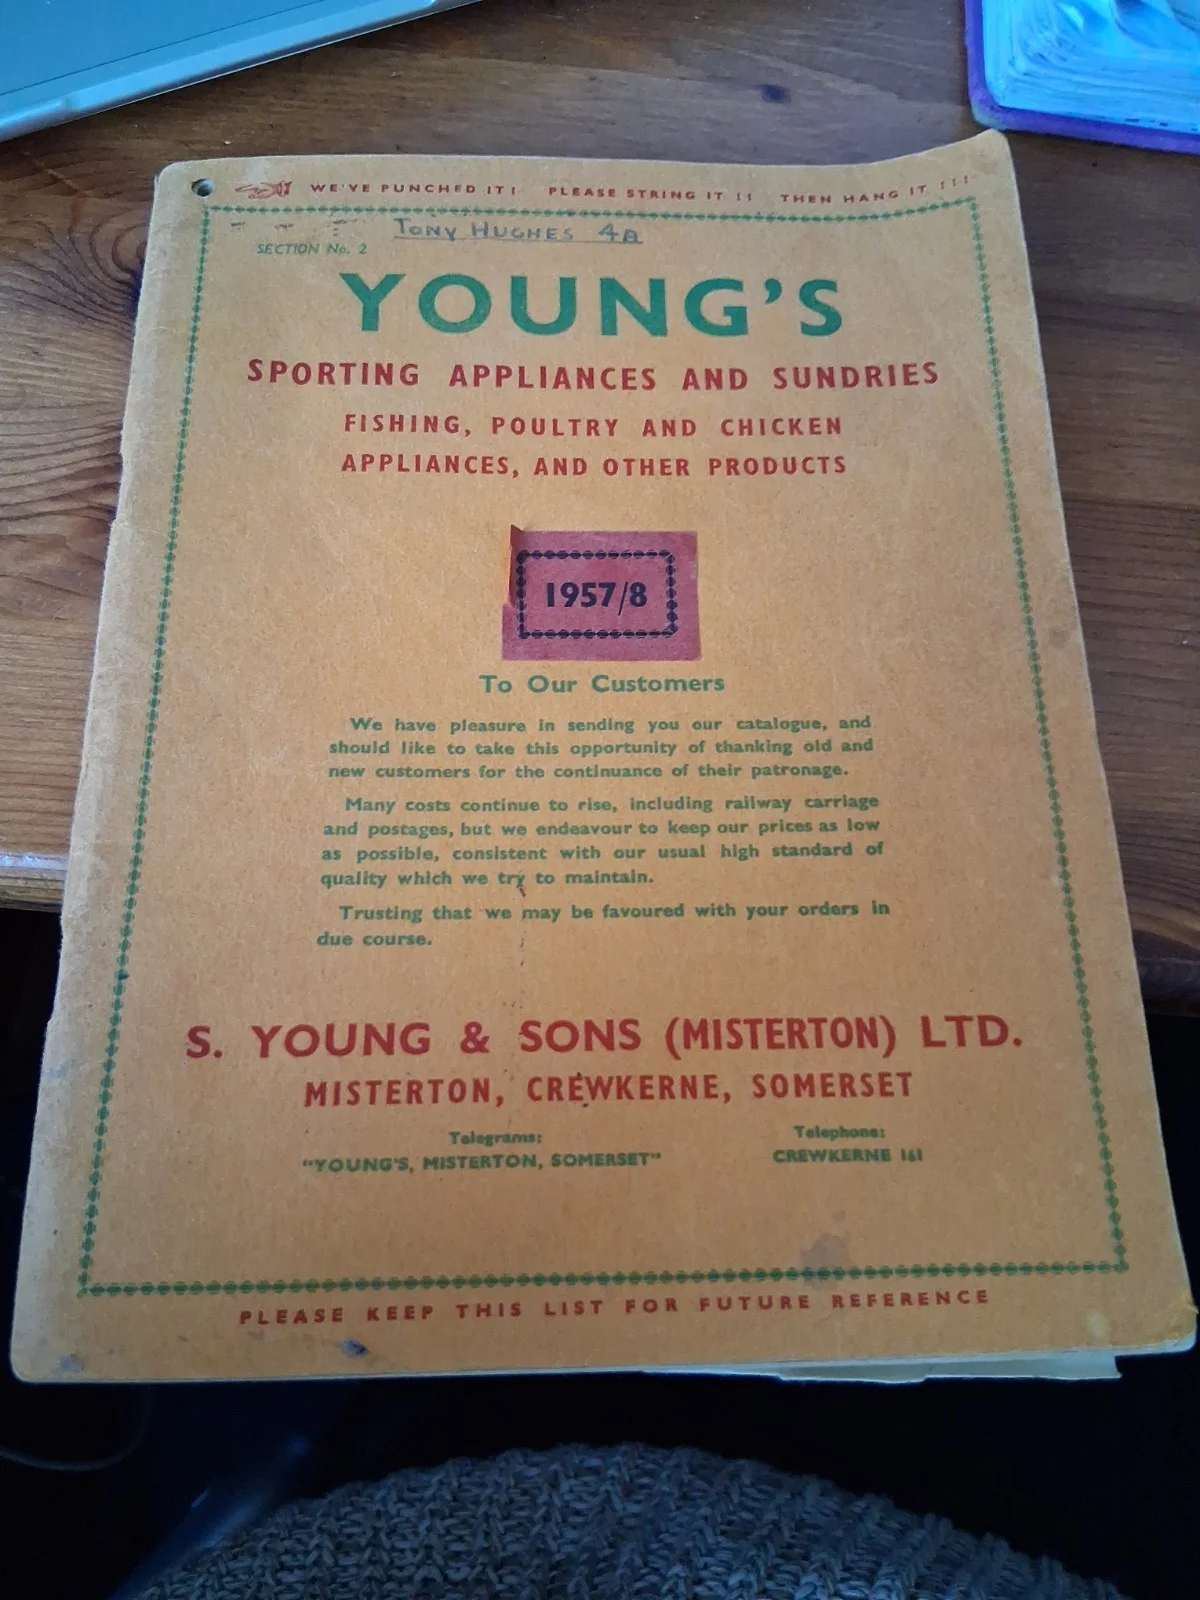 WE'VE PUNCHED IT! PLEASE STRING IT !! THEN HANG IT !!!
TONY HUGHES 4A
SECTION No. 2
YOUNG'S
SPORTING APPLIANCES AND SUNDRIES
FISHING, POULTRY AND CHICKEN
APPLIANCES, AND OTHER PRODUCTS
1957/8
To Our Customers
We have pleasure in sending you our catalogue, and
should like to take this opportunity of thanking old and
new customers for the continuance of their patronage.
Many costs continue to rise, including railway carriage
and postages, but we endeavour to keep our prices as low
as possible, consistent with our usual high standard of
quality which we try to maintain.
Trusting that we may be favoured with your orders in
due course.
S. YOUNG & SONS (MISTERTON) LTD.
MISTERTON, CREWKERNE, SOMERSET
Telegrams: Telephone:
"YOUNG'S, MISTERTON, SOMERSET" CREWKERNE 161
PLEASE KEEP THIS LIST FOR FUTURE REFERENCE